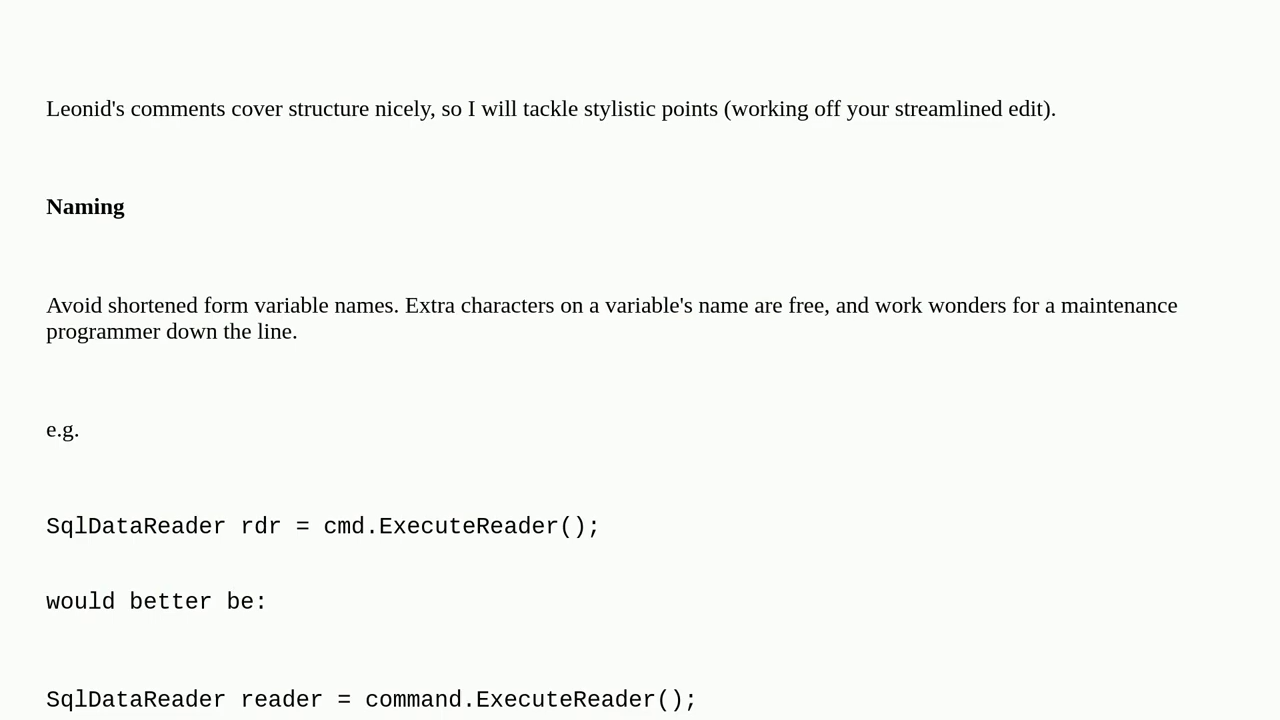 Leonid's comments cover structure nicely, so I will tackle stylistic points (working off your streamlined edit).
Naming
Avoid shortened form variable names. Extra characters on a variable's name are free, and work wonders for a maintenance
programmer down the line.
e.g.
SqlDataReader rdr = cmd.ExecuteReader();
would better be:
SqlDataReader reader = command.ExecuteReader();